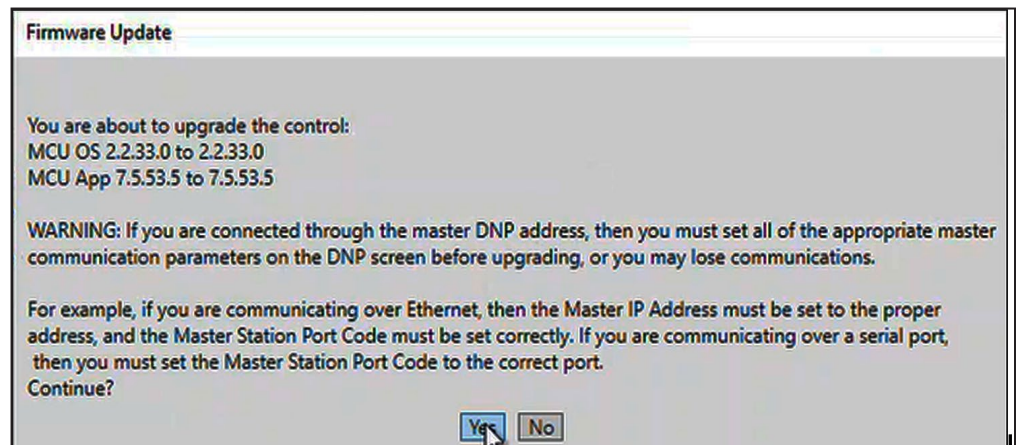 Firmware Update
You are about to upgrade the control:
MCU OS 2.2.33.0 to 2.2.33.0
MCU App 7.5.53.5 to 7.5.53.5
WARNING: If you are connected through the master DNP address, then you must set all of the appropriate master
communication parameters on the DNP screen before upgrading, or you may lose communications.
For example, if you are communicating over Ethernet, then the Master IP Address must be set to the proper
address, and the Master Station Port Code must be set correctly. If you are communicating over a serial port,
then you must set the Master Station Port Code to the correct port.
Continue?
Yes No